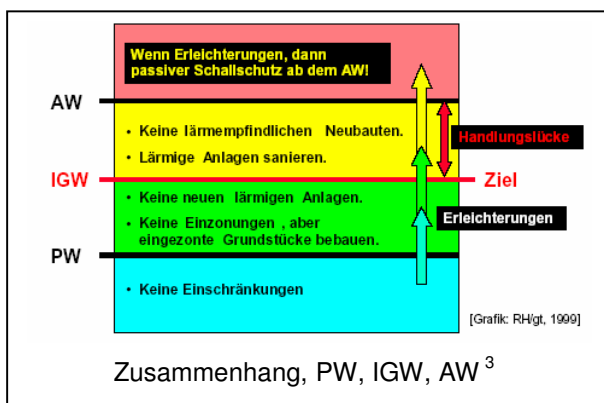 Wenn Erleichterungen, dann
passiver Schallschutz ab dem AW!
AW
• Keine lärmempfindlichen Neubauten.
• Lärmige Anlagen sanieren.
Handlungslücke
IGW
Ziel
• Keine neuen lärmigen Anlagen.
• Keine Einzonungen , aber
eingezonte Grundstücke bebauen.
Erleichterungen
PW
• Keine Einschränkungen
[Grafik: RH/gt, 1999]
Zusammenhang, PW, IGW, AW 3